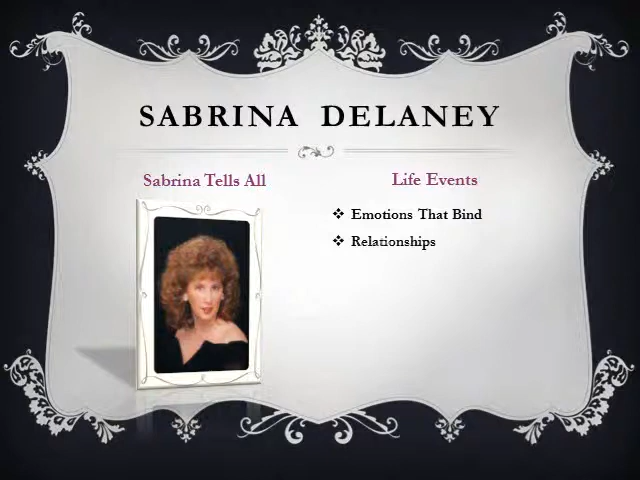 SABRINA DELANEY
Sabrina Tells All
Life Events
❖ Emotions That Bind
❖ Relationships